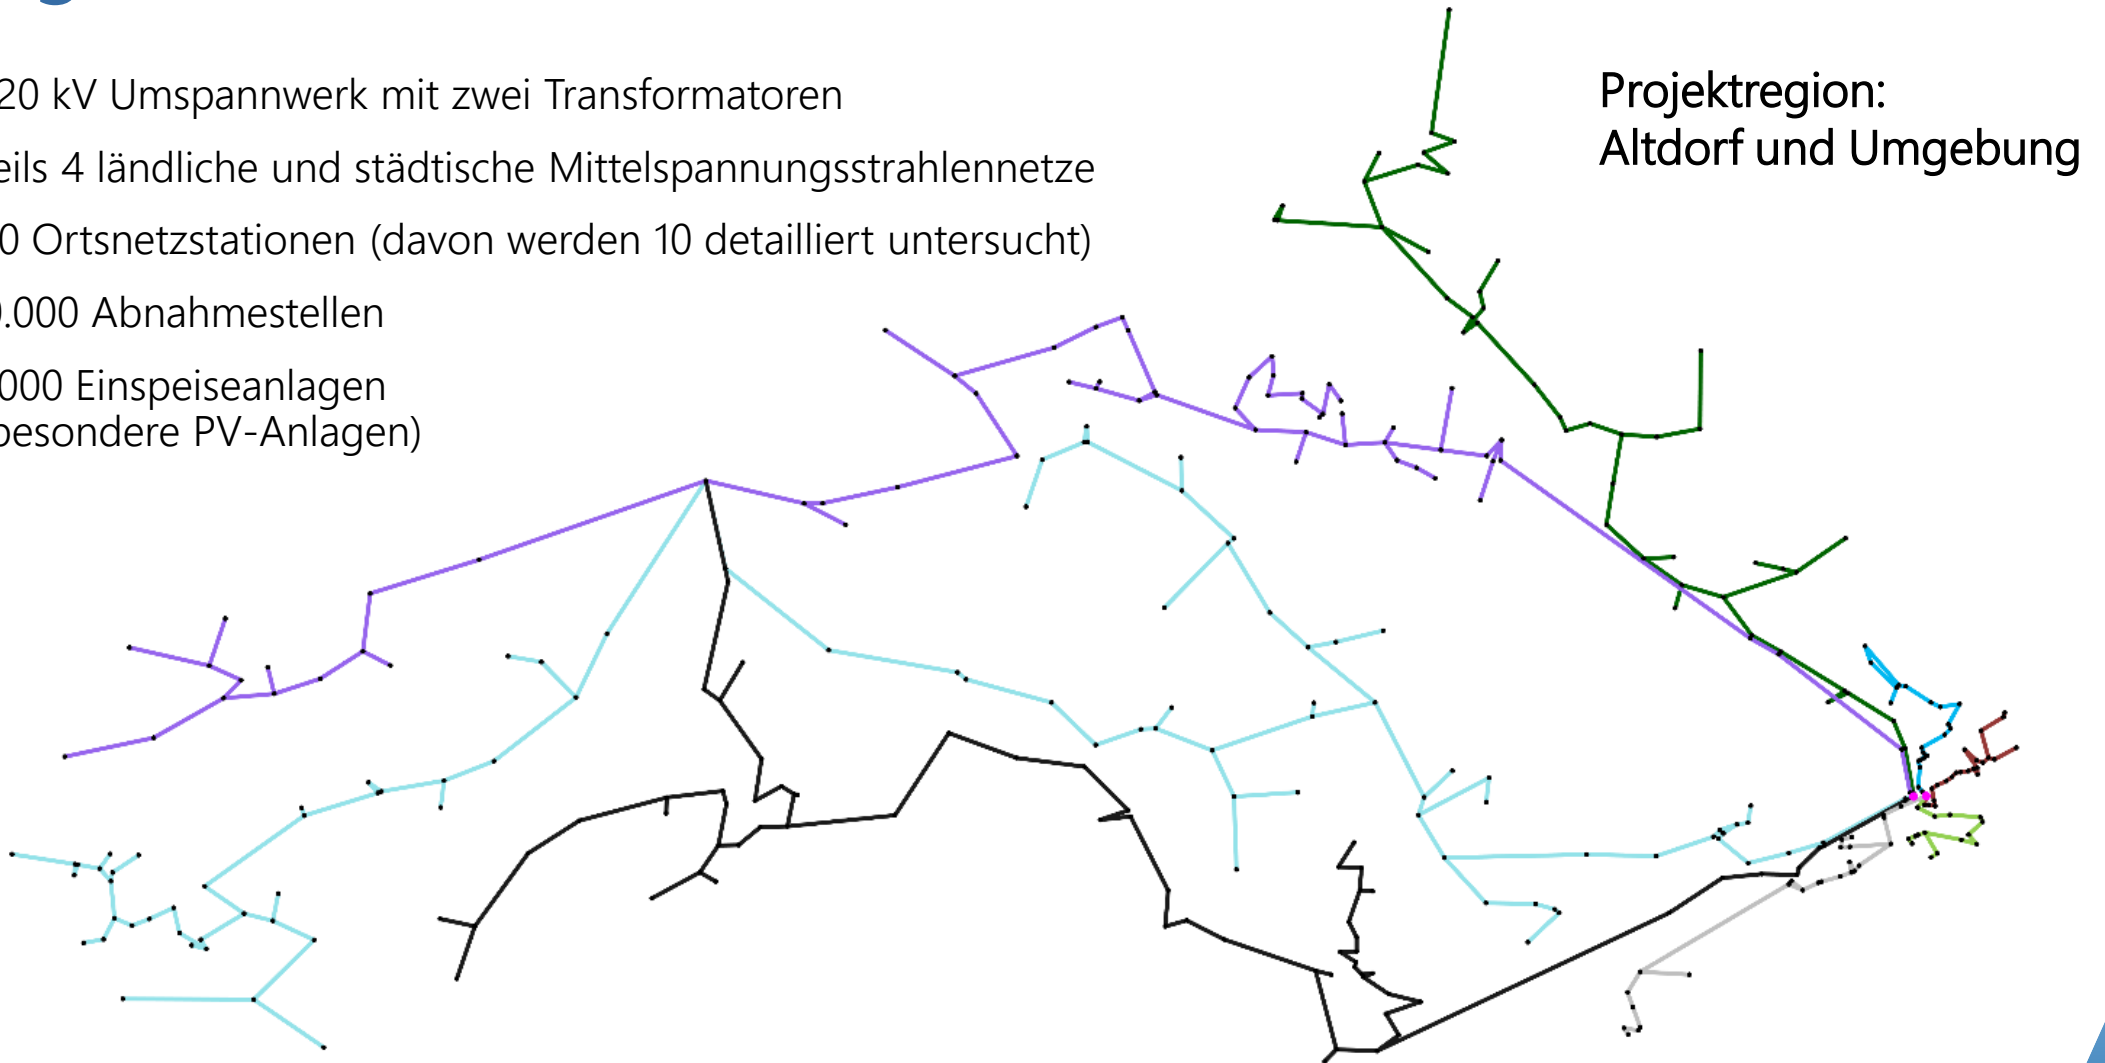 20 kV Umspannwerk mit zwei Transformatoren
Projektregion:
Altdorf und Umgebung
eils 4 ländliche und städtische Mittelspannungsstrahlennetze
0 Ortsnetzstationen (davon werden 10 detailliert untersucht)
.000 Abnahmestellen
000 Einspeiseanlagen
besondere PV-Anlagen)